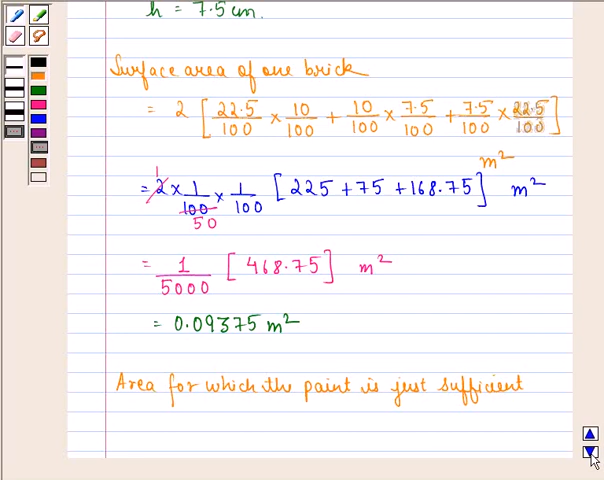 h = 7.5 cm.
Surface area of one brick
= 2 [ 22.5/100 × 10/100 + 10/100 × 7.5/100 + 7.5/100 × 22.5/100 ] m²
= 2 × 1/100 × 1/100 [ 225 + 75 + 168.75 ] m²
1
50
= 1/5000 [ 468.75 ] m²
= 0.09375 m²
Area for which the paint is just sufficient